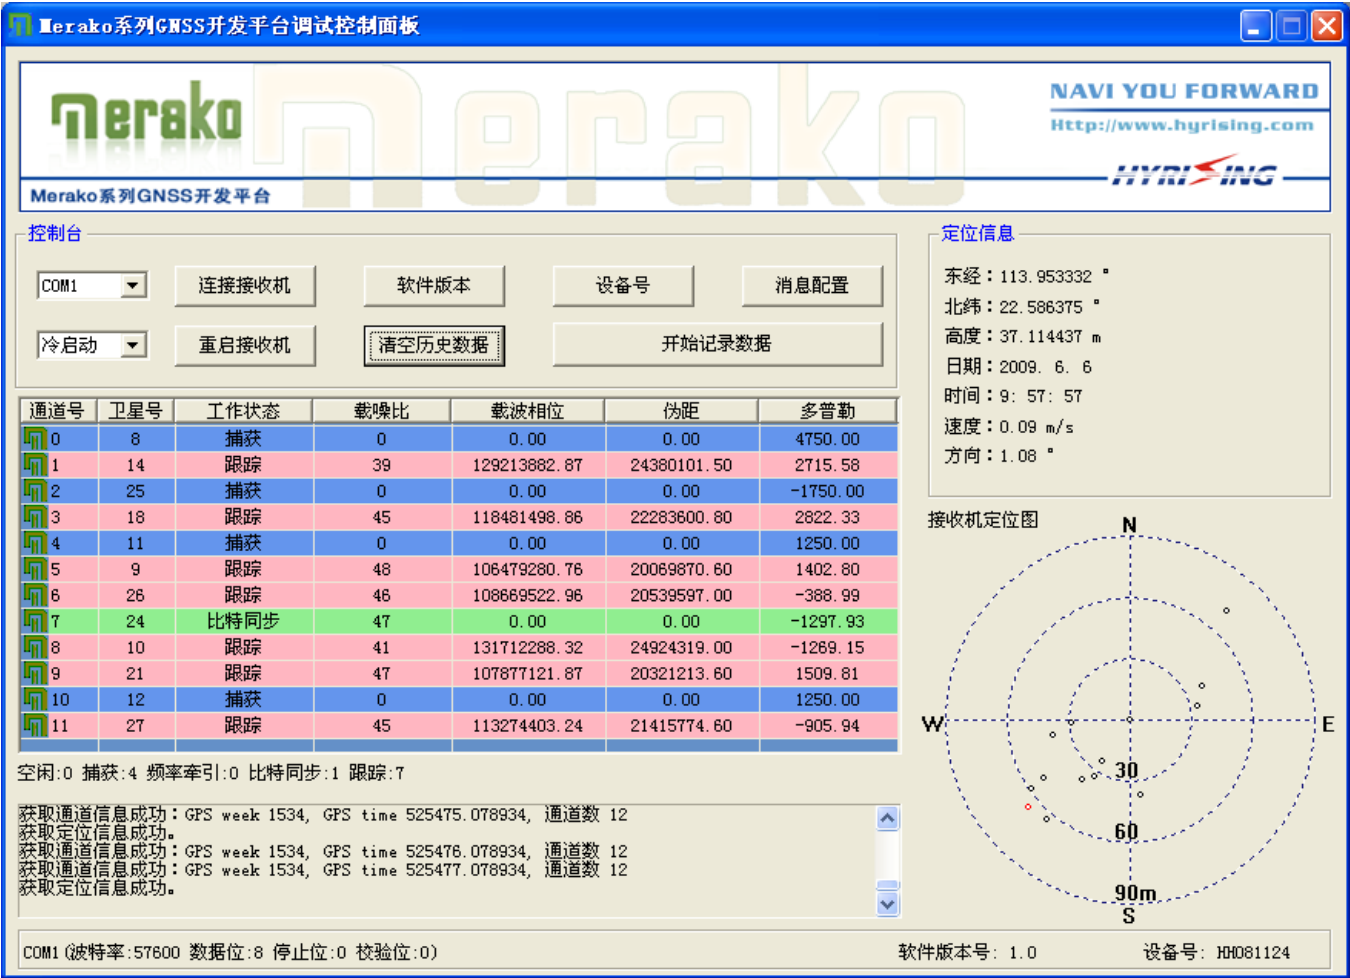 Merako系列GNSS开发平台调试控制面板
merako
merako
NAVI YOU FORWARD
Http://www.hyrising.com
HYRISING
Merako系列GNSS开发平台
控制台
COM1 连接接收机 软件版本 设备号 消息配置
冷启动 重启接收机 清空历史数据 开始记录数据
定位信息
东经：113.953332 °
北纬：22.586375 °
高度：37.114437 m
日期：2009. 6. 6
时间：9: 57: 57
速度：0.09 m/s
方向：1.08 °
通道号 卫星号 工作状态 载噪比 载波相位 伪距 多普勒
0 8 捕获 0 0.00 0.00 4750.00
1 14 跟踪 39 129213882.87 24380101.50 2715.58
2 25 捕获 0 0.00 0.00 -1750.00
3 18 跟踪 45 118481498.86 22283600.80 2822.33
4 11 捕获 0 0.00 0.00 1250.00
5 9 跟踪 48 106479280.76 20069870.60 1402.80
6 26 跟踪 46 108669522.96 20539597.00 -388.99
7 24 比特同步 47 0.00 0.00 -1297.93
8 10 跟踪 41 131712288.32 24924319.00 -1269.15
9 21 跟踪 47 107877121.87 20321213.60 1509.81
10 12 捕获 0 0.00 0.00 1250.00
11 27 跟踪 45 113274403.24 21415774.60 -905.94
接收机定位图
N
W
E
30
60
90m
S
空闲:0 捕获:4 频率牵引:0 比特同步:1 跟踪:7
获取通道信息成功：GPS week 1534, GPS time 525475.078934, 通道数 12
获取定位信息成功。
获取通道信息成功：GPS week 1534, GPS time 525476.078934, 通道数 12
获取通道信息成功：GPS week 1534, GPS time 525477.078934, 通道数 12
获取定位信息成功。
COM1(波特率:57600 数据位:8 停止位:0 校验位:0) 软件版本号: 1.0 设备号: HH081124